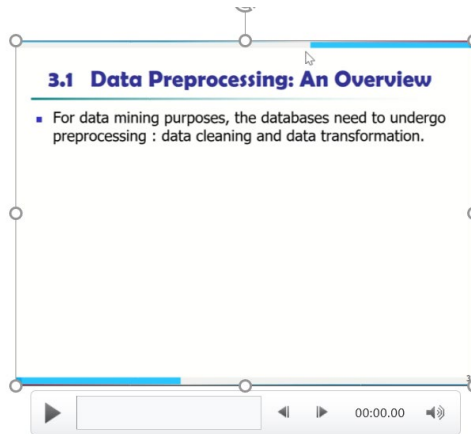 3.1 Data Preprocessing: An Overview
For data mining purposes, the databases need to undergo
preprocessing : data cleaning and data transformation.
3
00:00.00